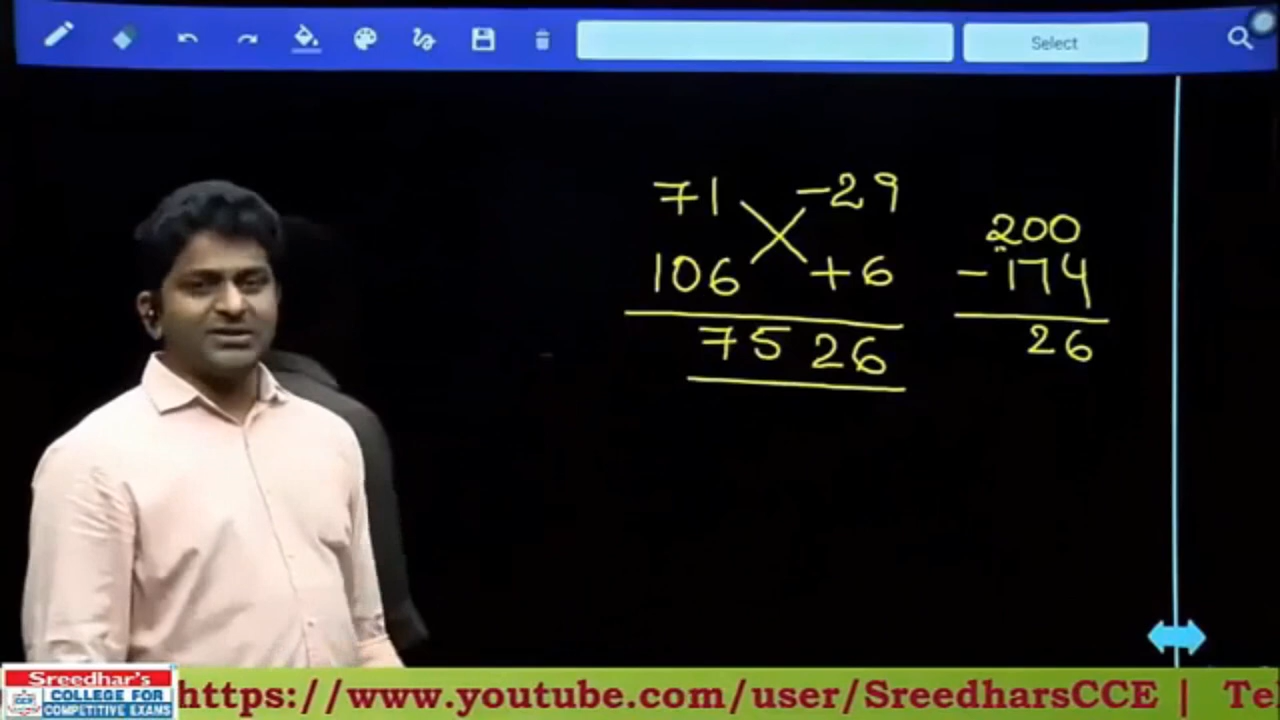 Select
71 -29
106 +6
7526
200
-174
26
Sreedhar's
COLLEGE FOR
COMPETITIVE EXAMS
https://www.youtube.com/user/SreedharsCCE |